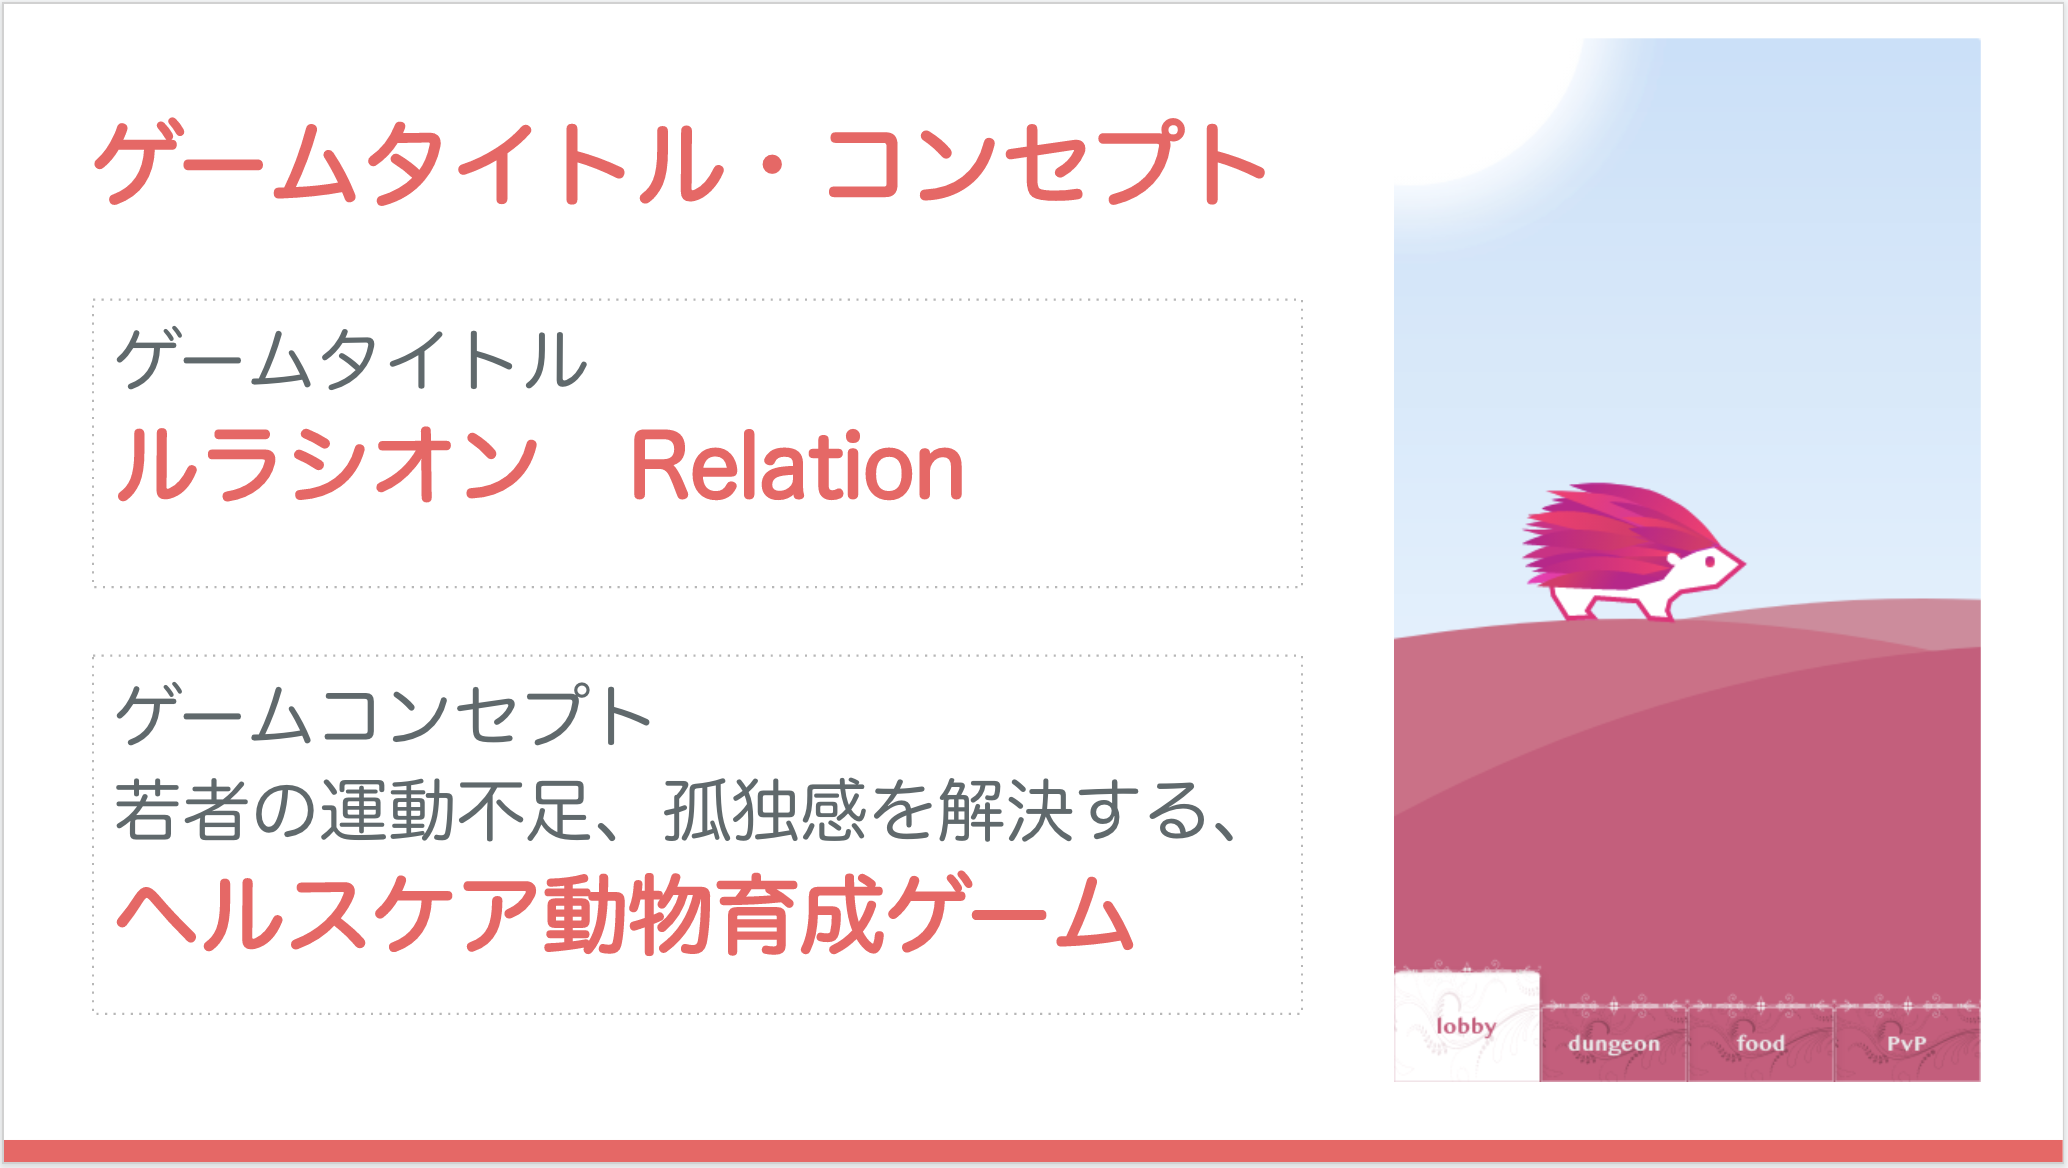 ゲームタイトル・コンセプト
ゲームタイトル
ルラシオン　Relation
ゲームコンセプト
若者の運動不足、孤独感を解決する、
ヘルスケア動物育成ゲーム
lobby
dungeon
food
PvP